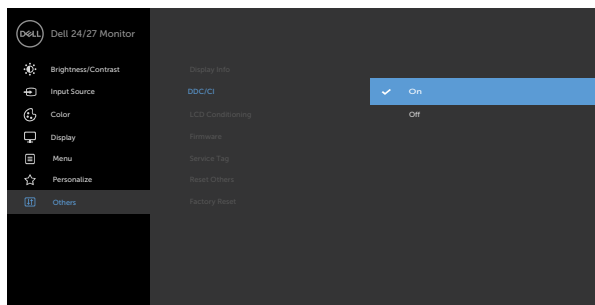 DELL Dell 24/27 Monitor
Brightness/Contrast
Input Source
Color
Display
Menu
Personalize
Others
Display Info
DDC/CI
LCD Conditioning
Firmware
Service Tag
Reset Others
Factory Reset
On
Off